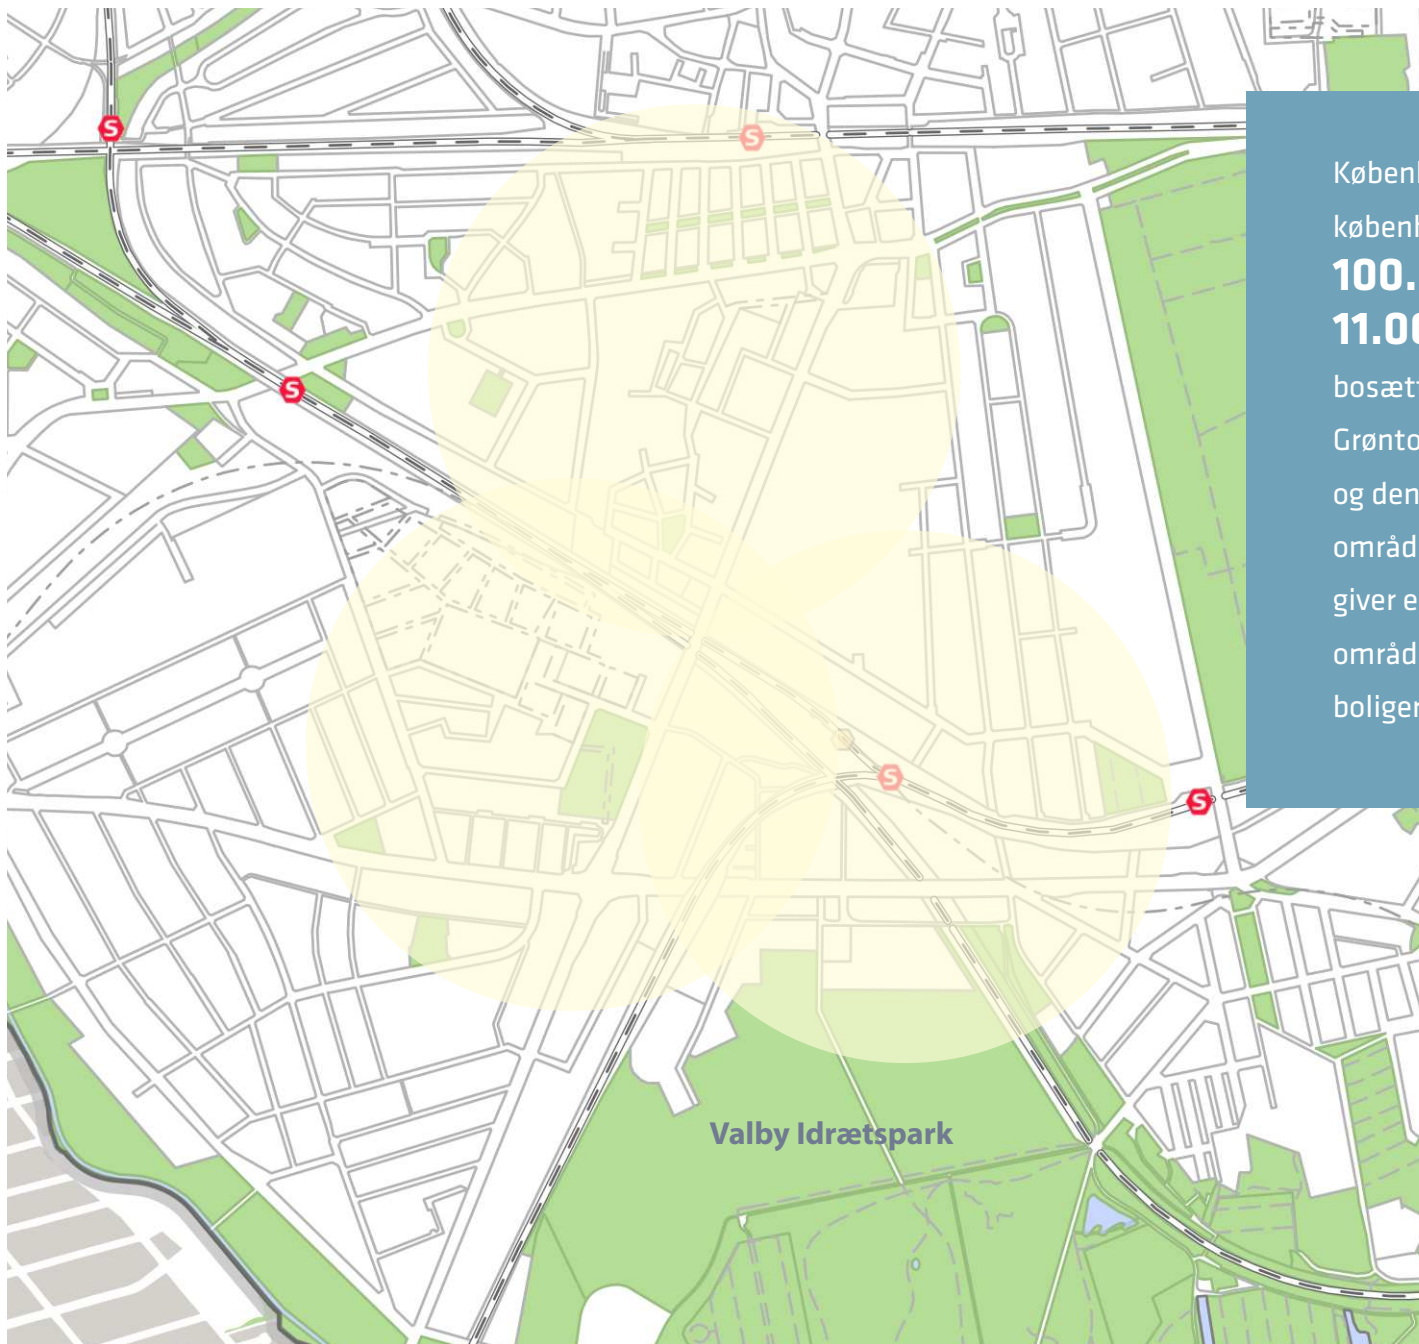 S
S
S
S
S
Københ
københ
100.
11.00
bosætt
Grønto
og den
områd
giver e
områd
boliger
Valby Idrætspark